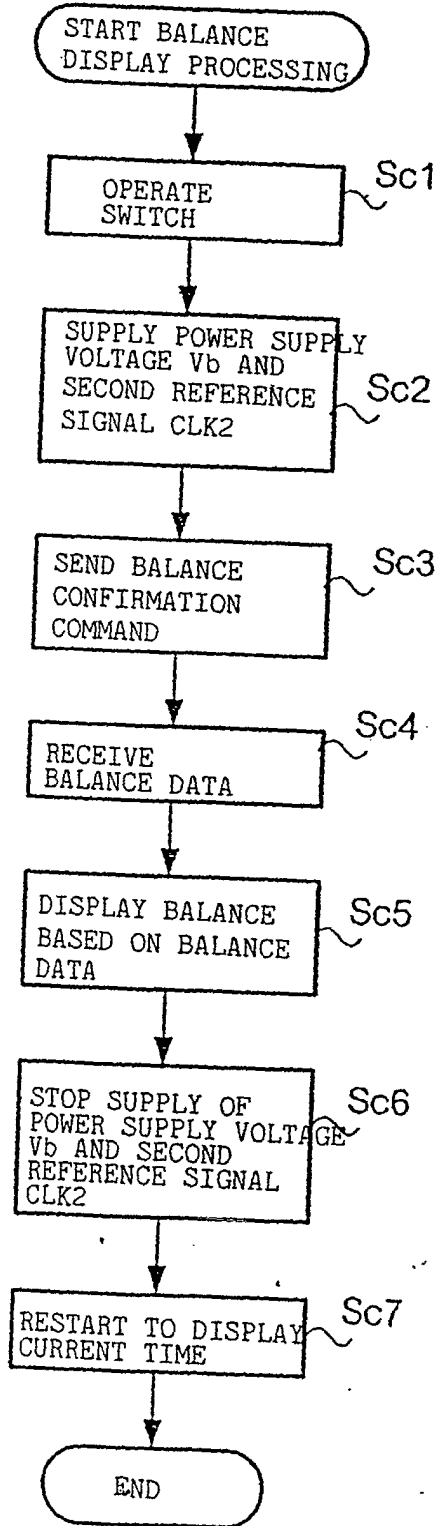 START BALANCE
DISPLAY PROCESSING
Sc1
OPERATE
SWITCH
SUPPLY POWER SUPPLY
VOLTAGE Vb AND
SECOND REFERENCE
SIGNAL CLK2
Sc2
SEND BALANCE
CONFIRMATION
COMMAND
Sc3
Sc4
RECEIVE
BALANCE DATA
DISPLAY BALANCE
BASED ON BALANCE
DATA
Sc5
STOP SUPPLY OF
POWER SUPPLY VOLTAGE
Vb AND SECOND
REFERENCE SIGNAL
CLK2
Sc6
RESTART TO DISPLAY
CURRENT TIME
Sc7
END